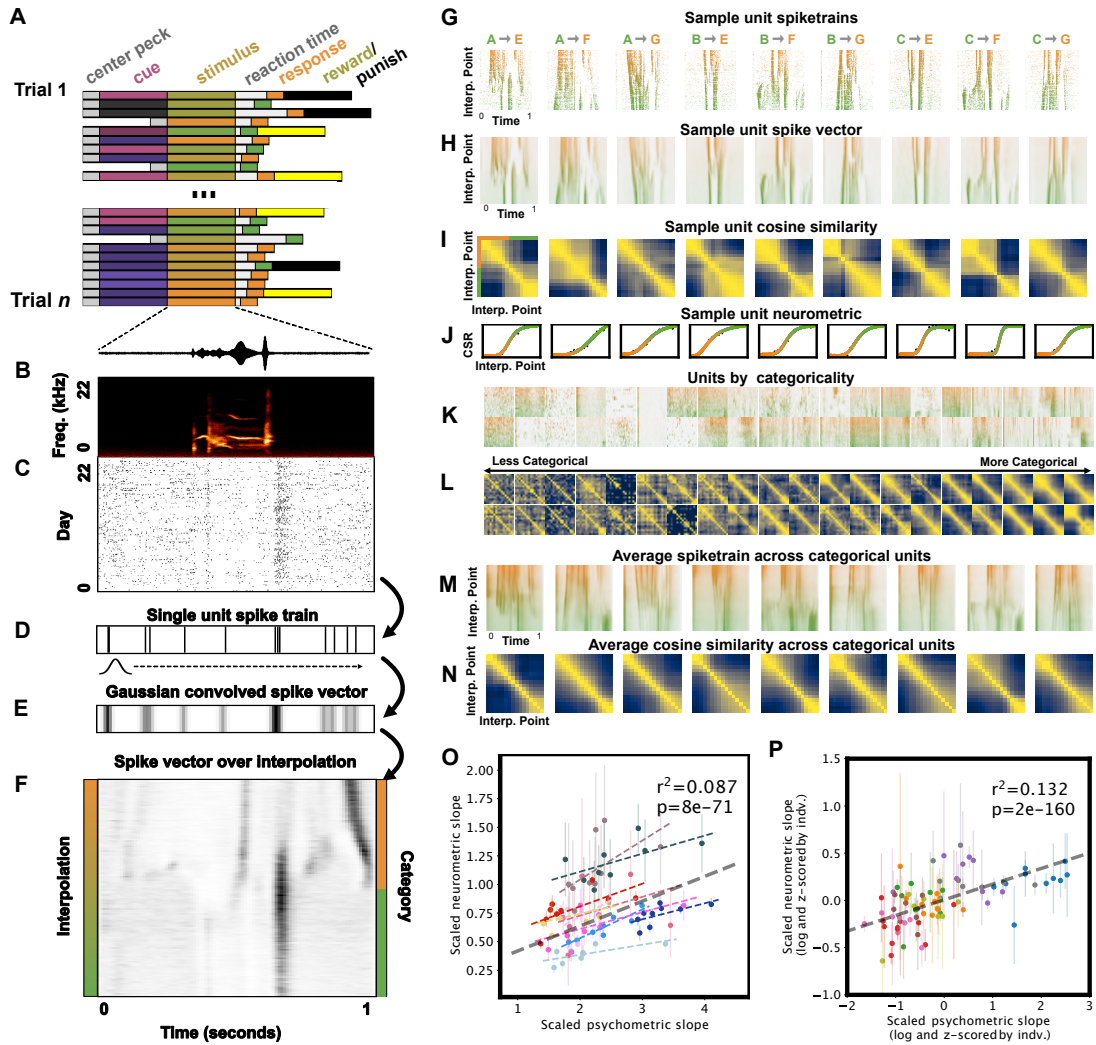 A
center peck
cue
stimulus
reaction time
response
reward/
punish
Trial 1
...
Trial n
B
Freq. (kHz)
22
0
C
Day
22
0
D
Single unit spike train
E
Gaussian convolved spike vector
F
Spike vector over interpolation
Interpolation
Category
0
1
Time (seconds)
G
Sample unit spiketrains
A → E
A → F
A → G
B → E
B → F
B → G
C → E
C → F
C → G
Interp. Point
0
Time
1
H
Sample unit spike vector
Interp. Point
0
Time
1
I
Sample unit cosine similarity
Interp. Point
Interp. Point
J
Sample unit neurometric
CSR
Interp. Point
K
Units by categoricality
Less Categorical
More Categorical
L
M
Average spiketrain across categorical units
Interp. Point
0
Time
1
N
Average cosine similarity across categorical units
Interp. Point
Interp. Point
O
r²=0.087
p=8e–71
2.00
1.75
1.50
1.25
1.00
0.75
0.50
0.25
Scaled neurometric slope
1
2
3
4
Scaled psychometric slope
P
r²=0.132
p=2e–160
1.5
1.0
0.5
0.0
−0.5
−1.0
Scaled neurometric slope
(log and z–scored by indv.)
−2
−1
0
1
2
3
Scaled psychometric slope
(log and z–scored by indv.)